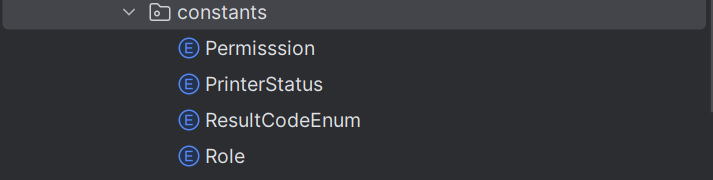 constants
E Permisssion
E PrinterStatus
E ResultCodeEnum
E Role